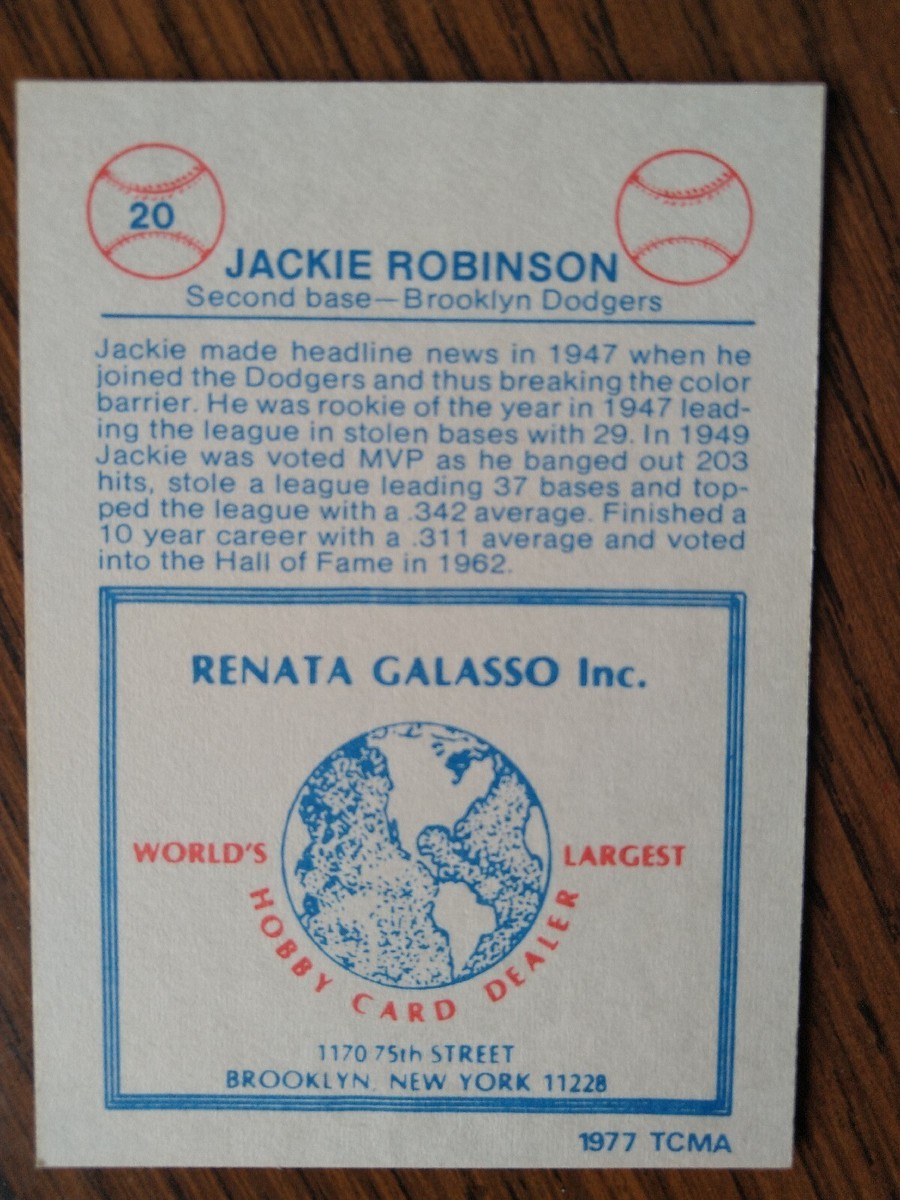 20
JACKIE ROBINSON
Second base—Brooklyn Dodgers
Jackie made headline news in 1947 when he
joined the Dodgers and thus breaking the color
barrier. He was rookie of the year in 1947 lead-
ing the league in stolen bases with 29. In 1949
Jackie was voted MVP as he banged out 203
hits, stole a league leading 37 bases and top-
ped the league with a .342 average. Finished a
10 year career with a .311 average and voted
into the Hall of Fame in 1962.
RENATA GALASSO Inc.
WORLD'S LARGEST
HOBBY CARD DEALER
1170 75th STREET
BROOKLYN, NEW YORK 11228
1977 TCMA